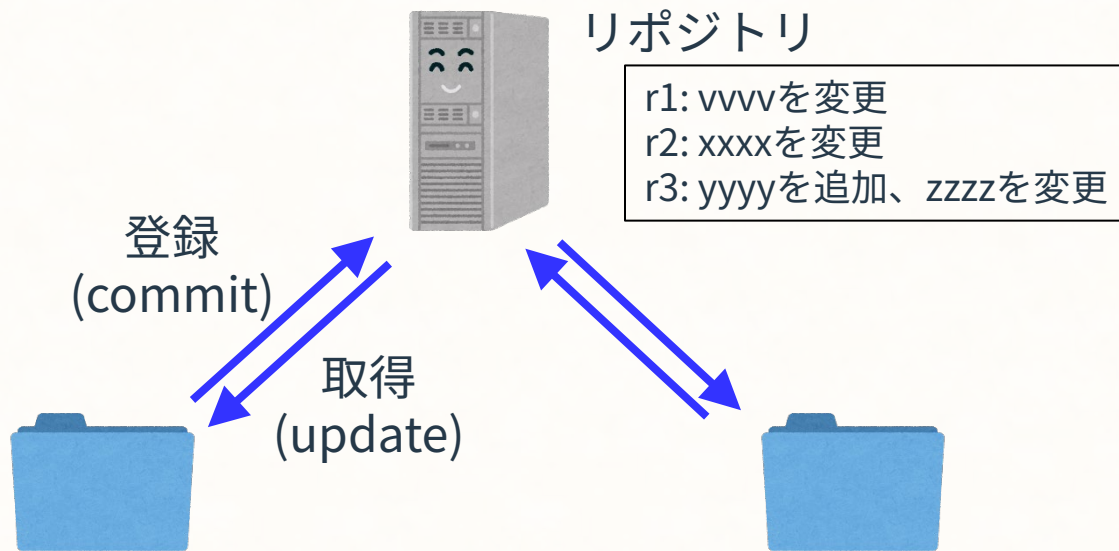 リポジトリ
r1: vvvvを変更
r2: xxxxを変更
r3: yyyyを追加、zzzzを変更
登録
(commit)
取得
(update)